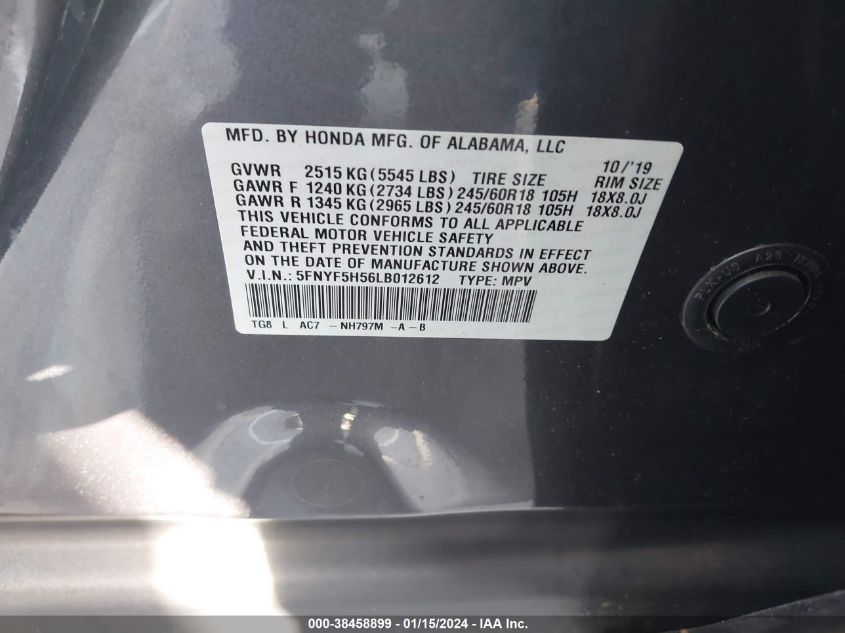 MFD. BY HONDA MFG. OF ALABAMA, LLC
10/'19
GVWR 2515 KG (5545 LBS) TIRE SIZE RIM SIZE
GAWR F 1240 KG (2734 LBS) 245/60R18 105H 18X8.0J
GAWR R 1345 KG (2965 LBS) 245/60R18 105H 18X8.0J
THIS VEHICLE CONFORMS TO ALL APPLICABLE
FEDERAL MOTOR VEHICLE SAFETY
AND THEFT PREVENTION STANDARDS IN EFFECT
ON THE DATE OF MANUFACTURE SHOWN ABOVE.
V.I.N.: 5FNYF5H56LB012612 TYPE: MPV
TG8 L AC7 -NH797M -A-B
000-38458899 - 01/15/2024 - IAA Inc.